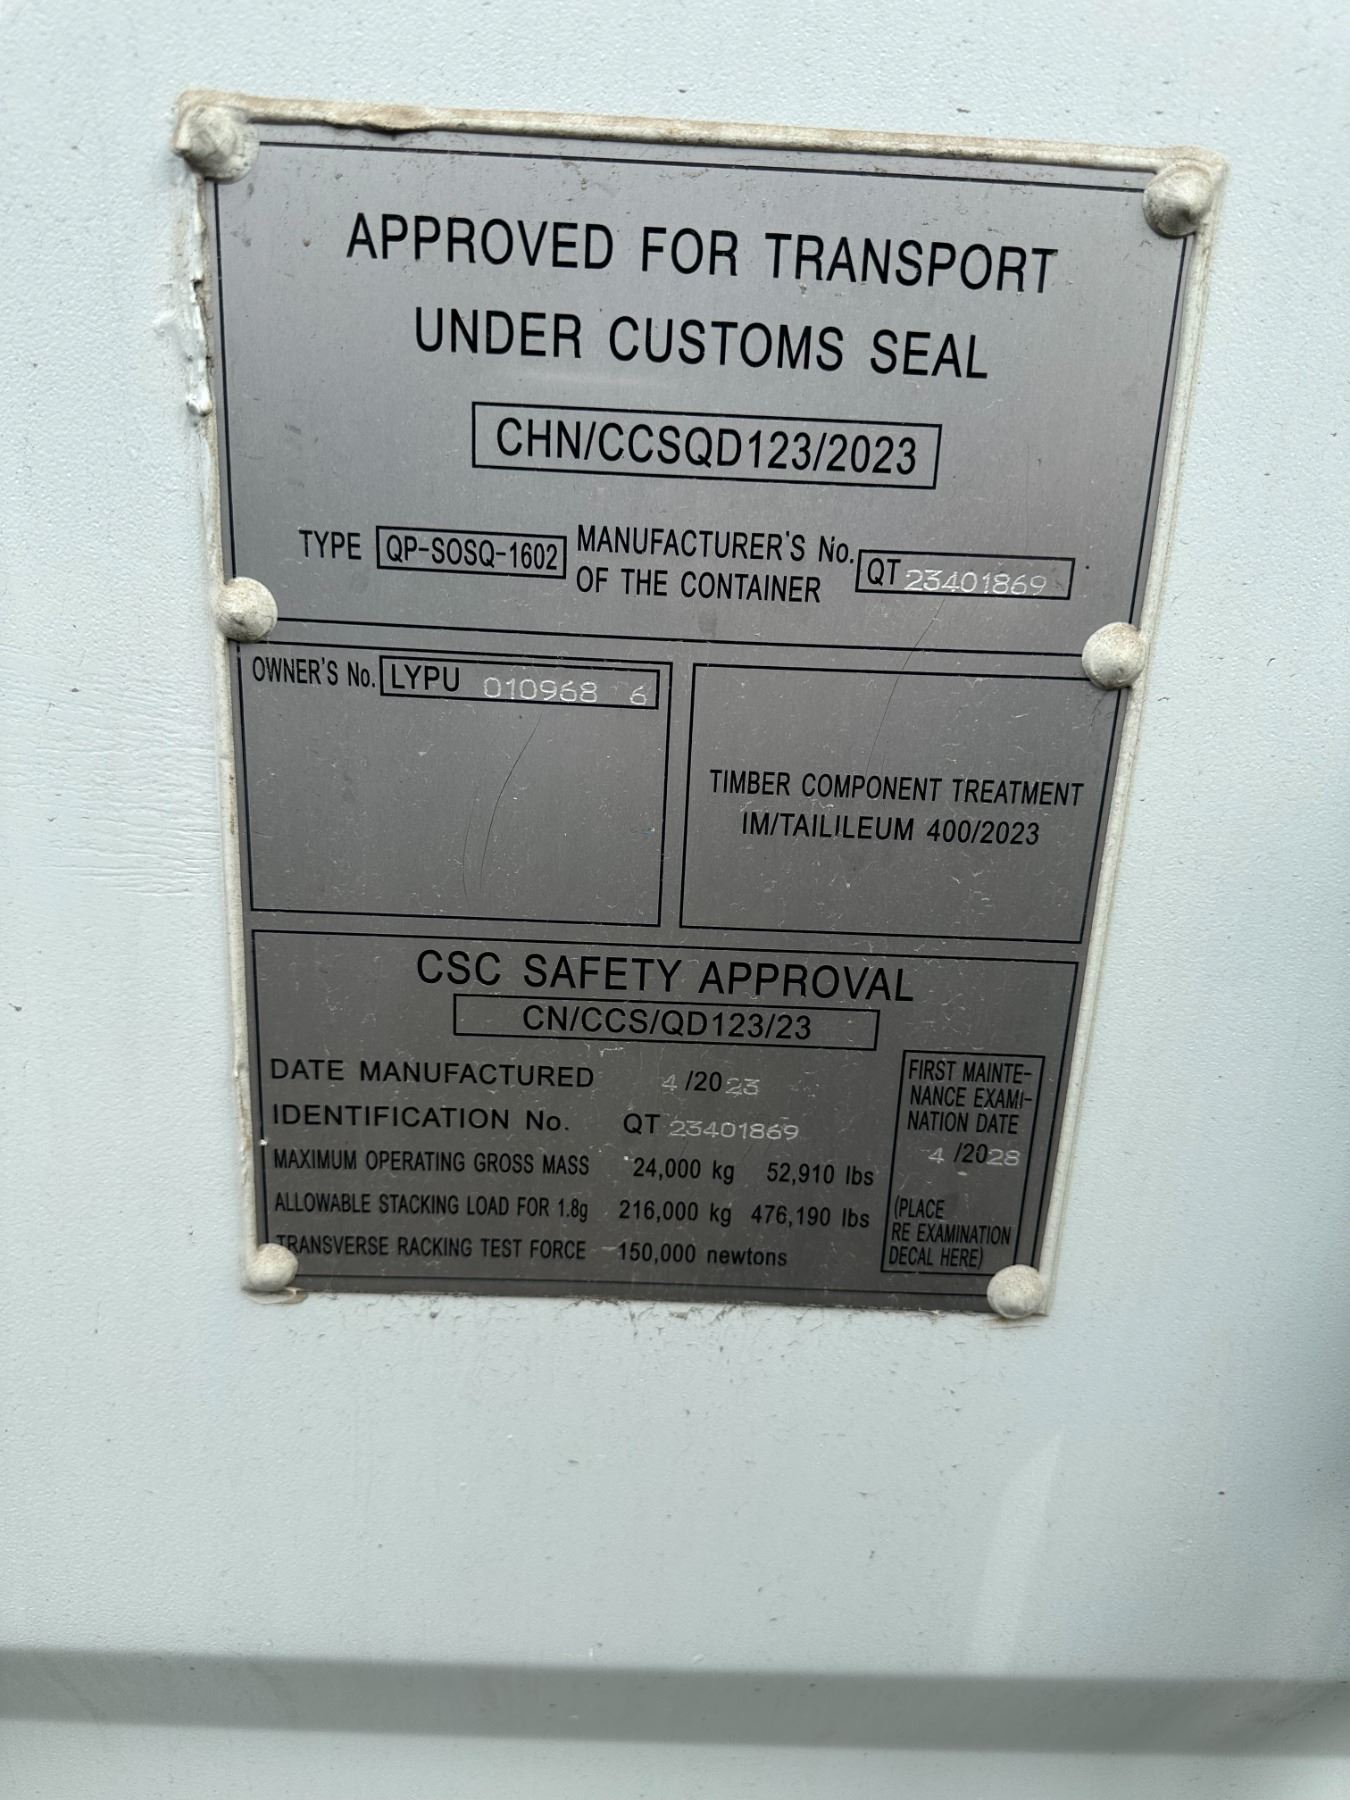 APPROVED FOR TRANSPORT
UNDER CUSTOMS SEAL
CHN/CCSQD123/2023
TYPE QP-SOSQ-1602 MANUFACTURER'S No. OF THE CONTAINER QT 23401869
OWNER'S No. LYPU 010968 6
TIMBER COMPONENT TREATMENT
IM/TAILILEUM 400/2023
CSC SAFETY APPROVAL
CN/CCS/QD123/23
DATE MANUFACTURED 4 /2023
IDENTIFICATION No. QT 23401869
MAXIMUM OPERATING GROSS MASS 24,000 kg 52,910 lbs
ALLOWABLE STACKING LOAD FOR 1.8g 216,000 kg 476,190 lbs
TRANSVERSE RACKING TEST FORCE 150,000 newtons
FIRST MAINTE-
NANCE EXAMI-
NATION DATE
4 /2028
(PLACE
RE EXAMINATION
DECAL HERE)